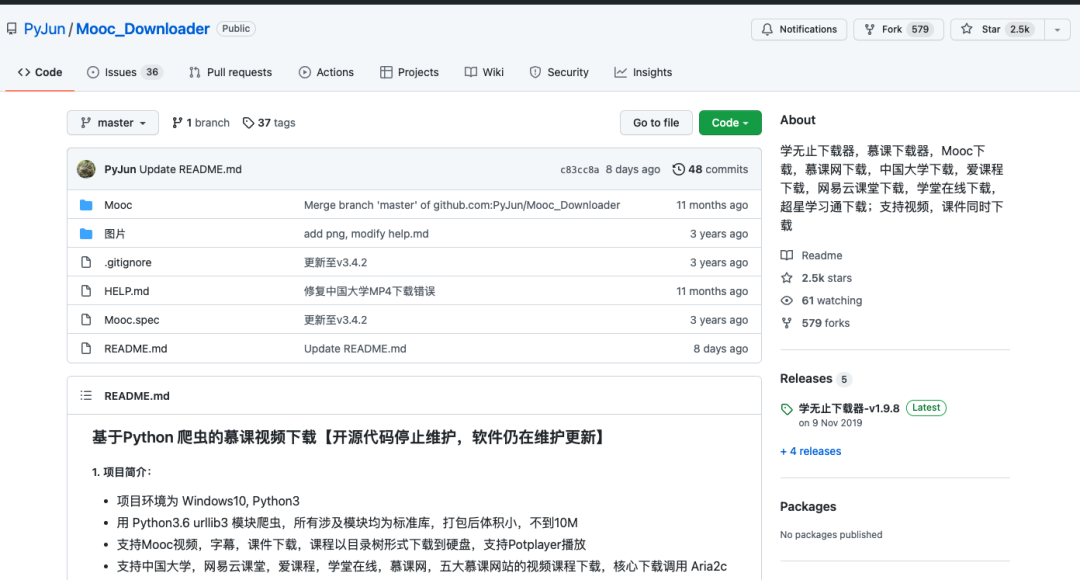 PyJun / Mooc_Downloader Public
Notifications Fork 579 Star 2.5k
Code Issues 36 Pull requests Actions Projects Wiki Security Insights
master 1 branch 37 tags Go to file Code
PyJun Update README.md c83cc8a 8 days ago 48 commits
Mooc Merge branch 'master' of github.com:PyJun/Mooc_Downloader 11 months ago
图片 add png, modify help.md 3 years ago
.gitignore 更新至v3.4.2 3 years ago
HELP.md 修复中国大学MP4下载错误 11 months ago
Mooc.spec 更新至v3.4.2 3 years ago
README.md Update README.md 8 days ago
README.md
基于Python 爬虫的慕课视频下载【开源代码停止维护，软件仍在维护更新】
1. 项目简介：
项目环境为 Windows10, Python3
用 Python3.6 urllib3 模块爬虫，所有涉及模块均为标准库，打包后体积小，不到10M
支持Mooc视频，字幕，课件下载，课程以目录树形式下载到硬盘，支持Potplayer播放
支持中国大学，网易云课堂，爱课程，学堂在线，慕课网，五大慕课网站的视频课程下载，核心下载调用 Aria2c
About
学无止下载器，慕课下载器，Mooc下
载，慕课网下载，中国大学下载，爱课程
下载，网易云课堂下载，学堂在线下载，
超星学习通下载；支持视频，课件同时下
载
Readme
2.5k stars
61 watching
579 forks
Releases 5
学无止下载器-v1.9.8 Latest
on 9 Nov 2019
+ 4 releases
Packages
No packages published